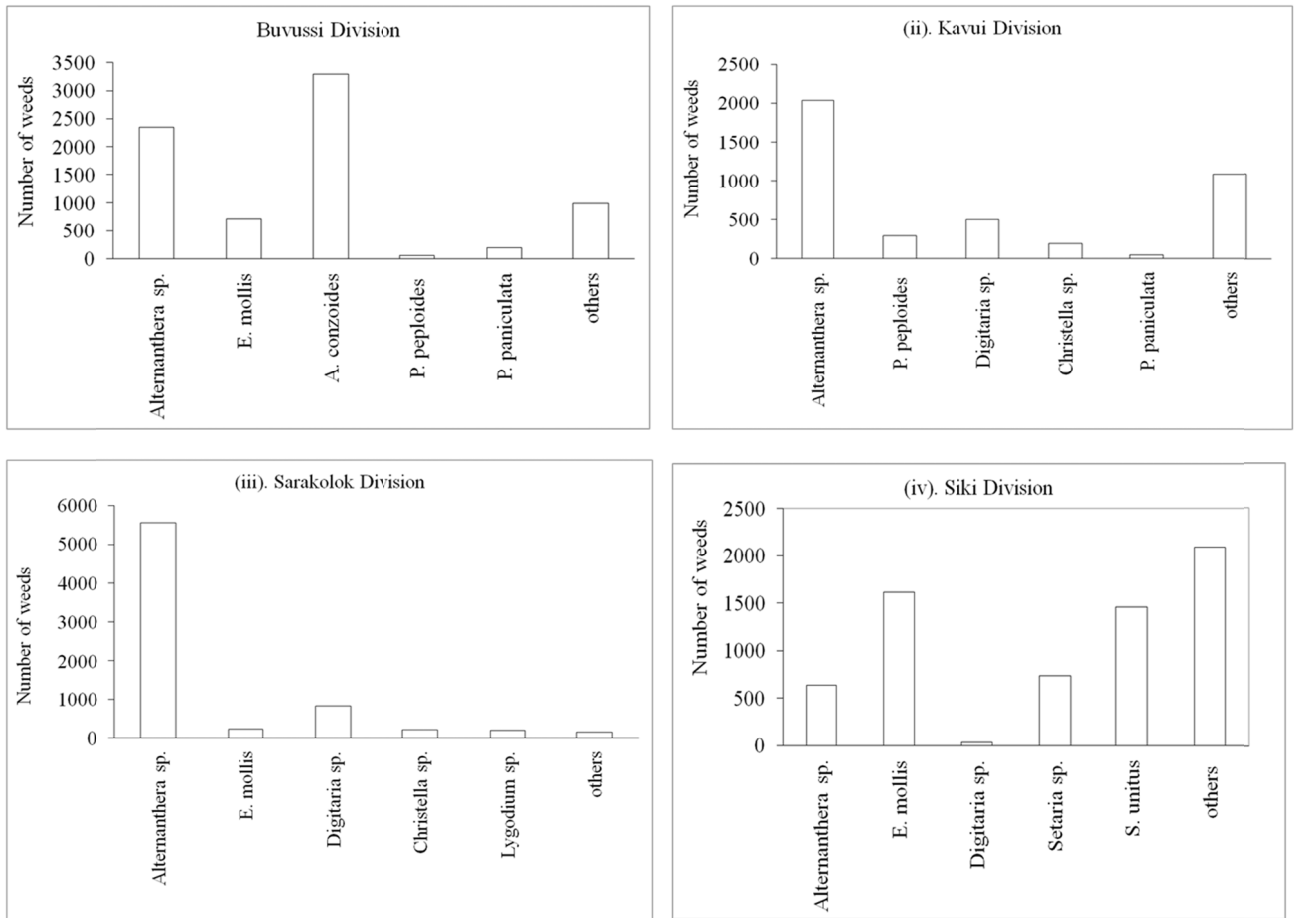 Buvussi Division
Number of weeds
3500
3000
2500
2000
1500
1000
500
0
Alternanthera sp.
E. mollis
A. conzoides
P. peploides
P. paniculata
others
(ii). Kavui Division
Number of weeds
2500
2000
1500
1000
500
0
Alternanthera sp.
P. peploides
Digitaria sp.
Christella sp.
P. paniculata
others
(iii). Sarakolok Division
Number of weeds
6000
5000
4000
3000
2000
1000
0
Alternanthera sp.
E. mollis
Digitaria sp.
Christella sp.
Lygodium sp.
others
(iv). Siki Division
Number of weeds
2500
2000
1500
1000
500
0
Alternanthera sp.
E. mollis
Digitaria sp.
Setaria sp.
S. unitus
others